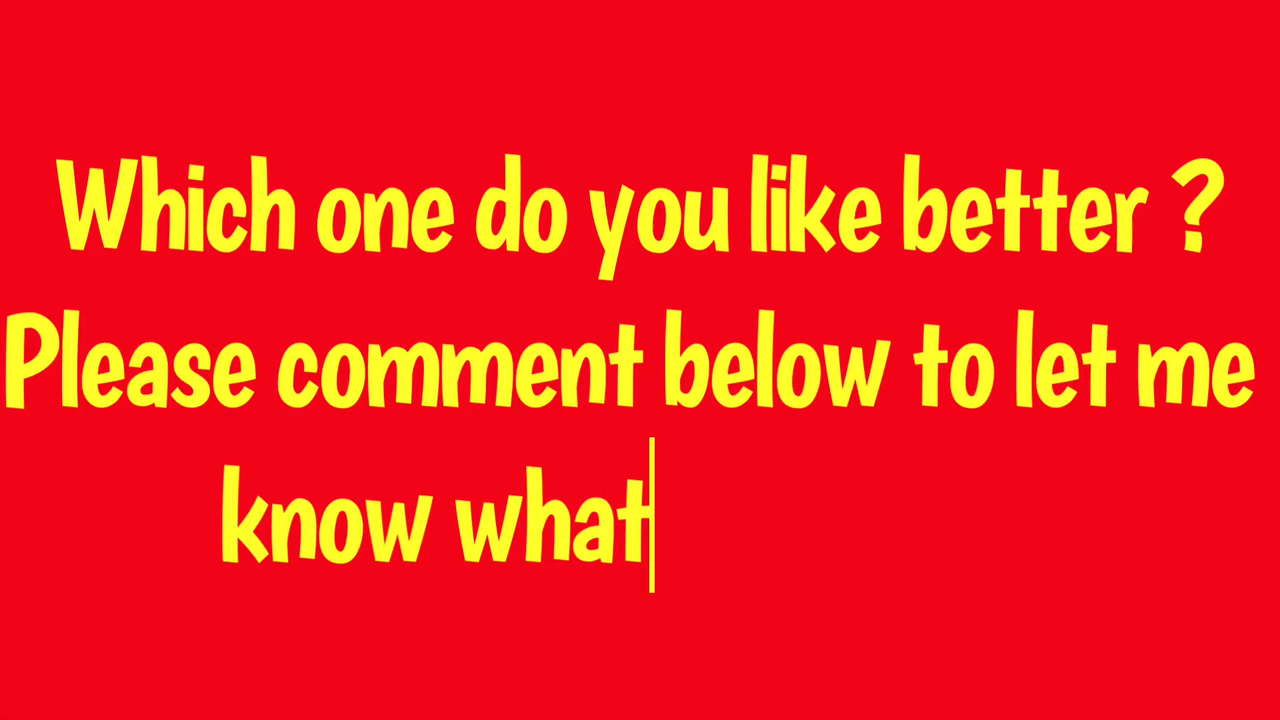 Which one do you like better ?
Please comment below to let me
know what